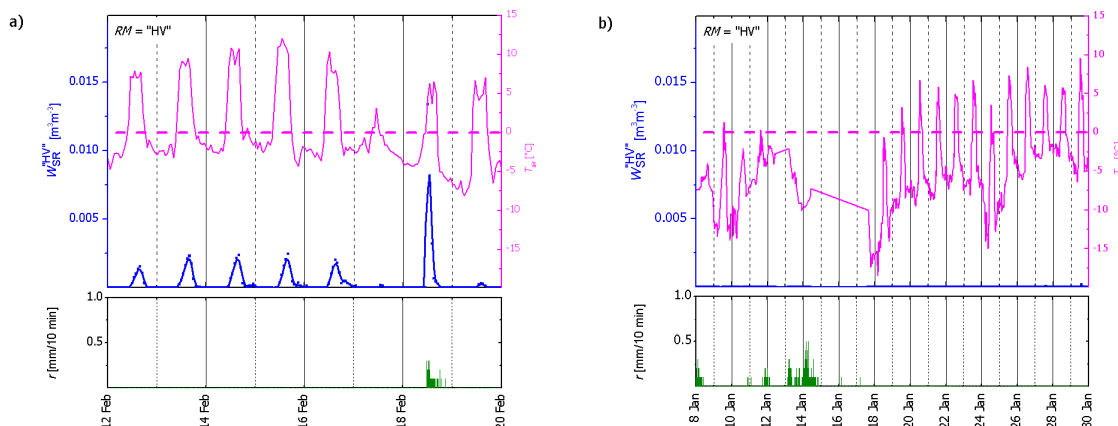 a)
RM = "HV"
W"HV"SR [m³m⁻³]
0.015
0.010
0.005
15
10
5
0
-5
-10
-15
Tair [°C]
1.0
0.5
r [mm/10 min]
12 Feb
14 Feb
16 Feb
18 Feb
20 Feb
b)
RM = "HV"
W"HV"SR [m³m⁻³]
0.015
0.010
0.005
15
10
5
0
-5
-10
-15
1.0
0.5
r [mm/10 min]
8 Jan
10 Jan
12 Jan
14 Jan
16 Jan
18 Jan
20 Jan
22 Jan
24 Jan
26 Jan
28 Jan
30 Jan